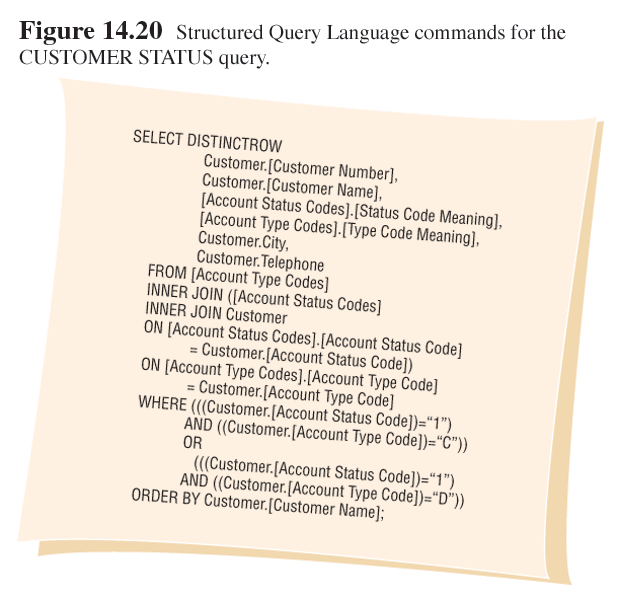 Figure 14.20 Structured Query Language commands for the
CUSTOMER STATUS query.
SELECT DISTINCTROW
Customer.[Customer Number],
Customer.[Customer Name],
[Account Status Codes].[Status Code Meaning],
[Account Type Codes].[Type Code Meaning],
Customer.City,
Customer.Telephone
FROM [Account Type Codes]
INNER JOIN ([Account Status Codes]
INNER JOIN Customer
ON [Account Status Codes].[Account Status Code]
= Customer.[Account Status Code])
ON [Account Type Codes].[Account Type Code]
= Customer.[Account Type Code]
WHERE (((Customer.[Account Status Code])=“1”)
AND ((Customer.[Account Type Code])=“C”))
OR
(((Customer.[Account Status Code])=“1”)
AND ((Customer.[Account Type Code])=“D”))
ORDER BY Customer.[Customer Name];